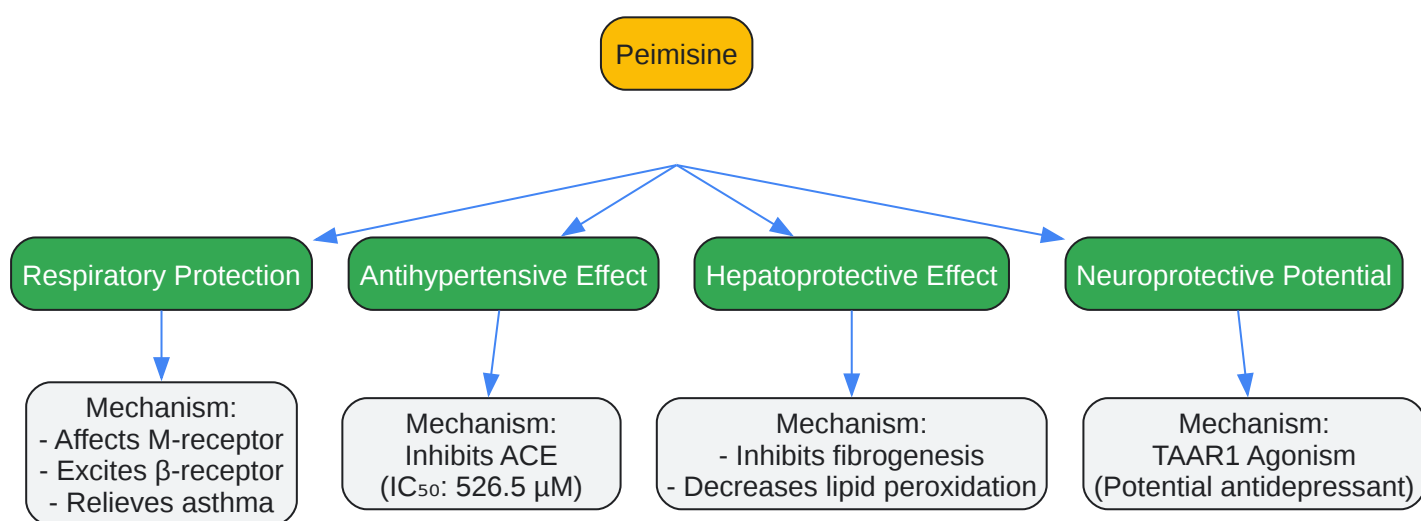 Peimisine
Respiratory Protection
Antihypertensive Effect
Hepatoprotective Effect
Neuroprotective Potential
Mechanism:
- Affects M-receptor
- Excites β-receptor
- Relieves asthma
Mechanism:
Inhibits ACE
(IC₅₀: 526.5 µM)
Mechanism:
- Inhibits fibrogenesis
- Decreases lipid peroxidation
Mechanism:
TAAR1 Agonism
(Potential antidepressant)